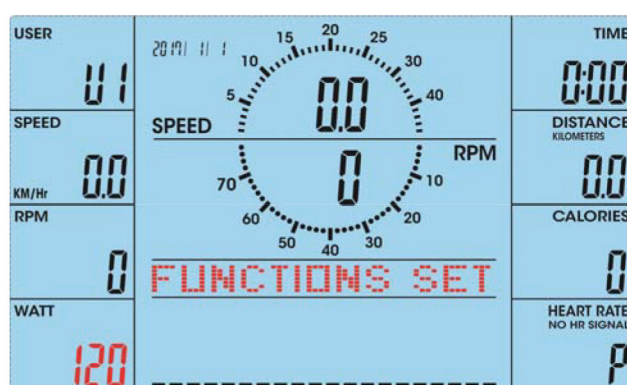 USER
U 1
SPEED
KM/Hr 0.0
RPM
0
WATT
120
2017/ 1/ 1
5 10 15 20 25 30 40
SPEED 0.0
0 RPM
70 60 50 40 30 20 10
FUNCTIONS SET
TIME
0:00
DISTANCE
KILOMETERS
0.0
CALORIES
0
HEART RATE
NO HR SIGNAL
P